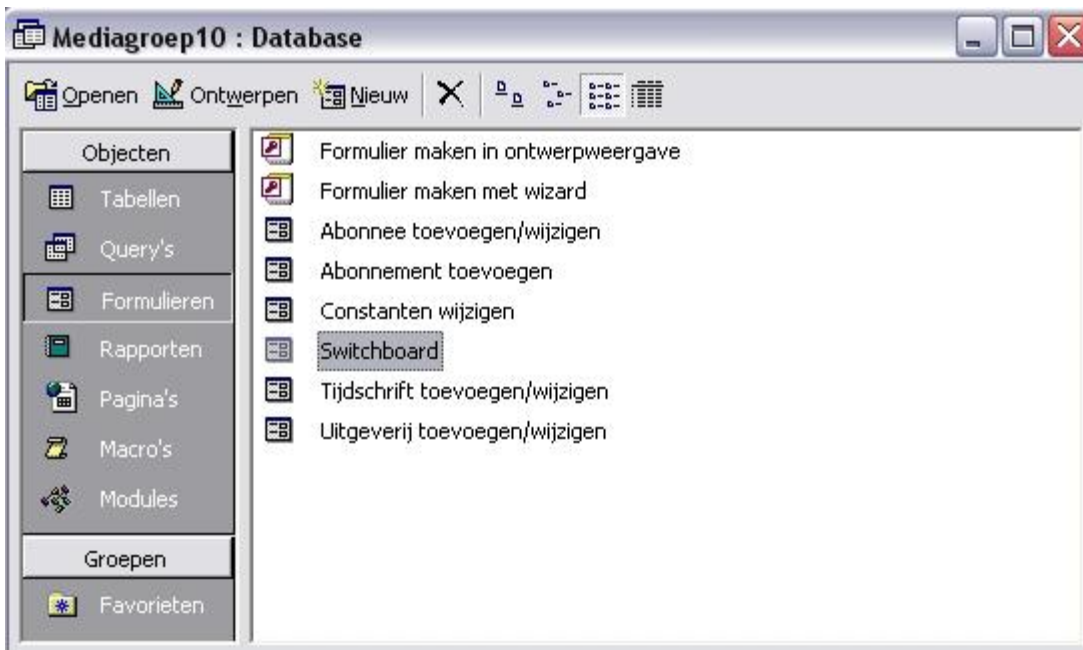 Mediagroep10 : Database
Openen Ontwerpen Nieuw
Objecten
Tabellen
Query's
Formulieren
Rapporten
Pagina's
Macro's
Modules
Groepen
Favorieten
Formulier maken in ontwerpweergave
Formulier maken met wizard
Abonnee toevoegen/wijzigen
Abonnement toevoegen
Constanten wijzigen
Switchboard
Tijdschrift toevoegen/wijzigen
Uitgeverij toevoegen/wijzigen